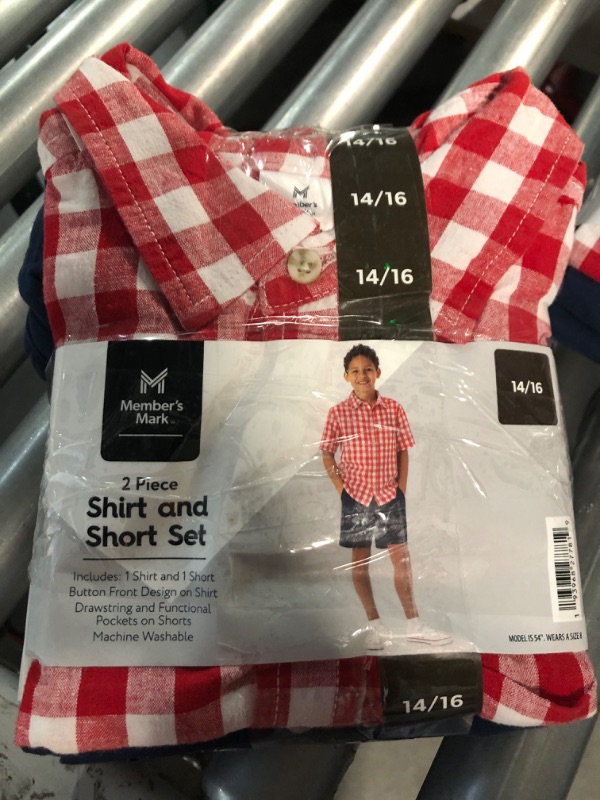 14/16
14/16
14/16
Member's
14/16
Member's
Mark
2 Piece
Shirt and
Short Set
Includes: 1 Shirt and 1 Short
Button Front Design on Shirt
Drawstring and Functional
Pockets on Shorts
Machine Washable
MODEL IS 54". WEARS A SIZE 8
14/16